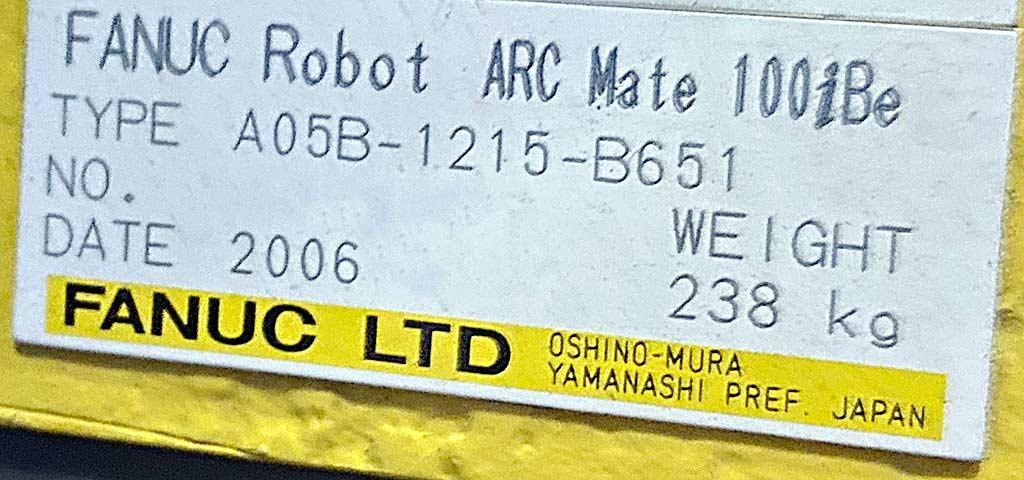 FANUC Robot ARC Mate 100iBe
TYPE A05B-1215-B651
NO.
DATE 2006
WEIGHT
238 kg
FANUC LTD
OSHINO-MURA
YAMANASHI PREF. JAPAN